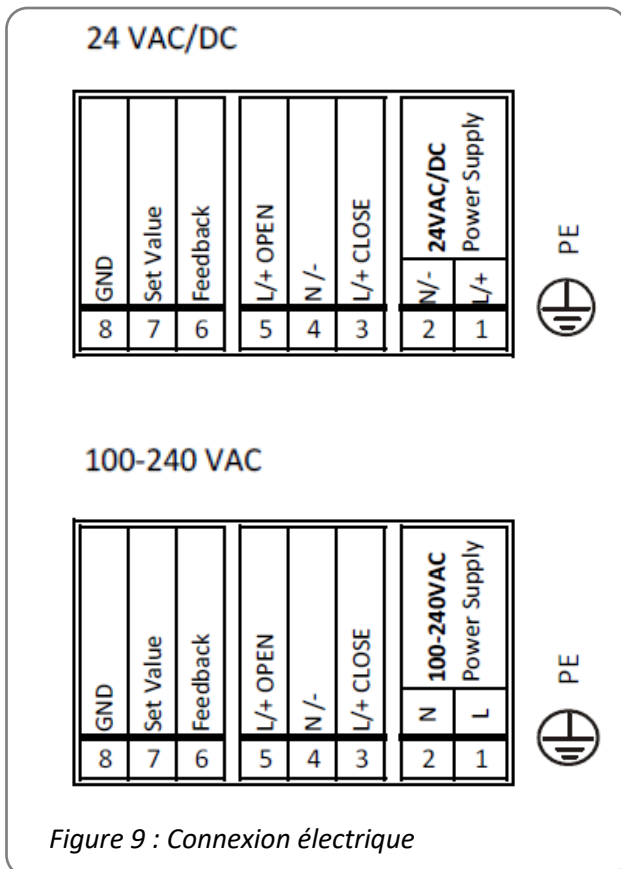 24 VAC/DC
GND
Set Value
Feedback
L/+ OPEN
N /-
L/+ CLOSE
24VAC/DC
Power Supply
N/-
L/+
PE
8 7 6 5 4 3 2 1
100-240 VAC
GND
Set Value
Feedback
L/+ OPEN
N /-
L/+ CLOSE
100-240VAC
Power Supply
N
L
PE
8 7 6 5 4 3 2 1
Figure 9 : Connexion électrique